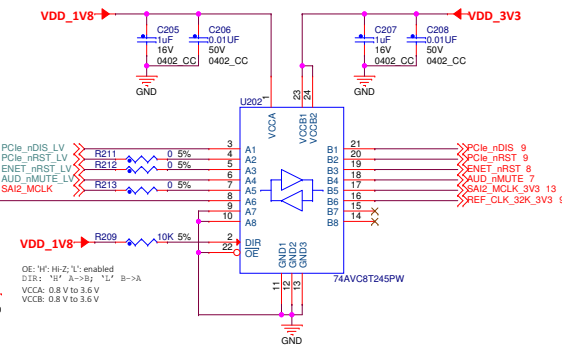 VDD_1V8
VDD_3V3
C205
1uF
16V
0402_CC
C206
0.01UF
50V
0402_CC
C207
1uF
16V
0402_CC
C208
0.01UF
50V
0402_CC
GND
GND
U202
1
23
24
VCCA
VCCB1
VCCB2
PCIe_nDIS_LV
3
A1
B1
21
PCIe_nDIS 9
PCIe_nRST_LV
R211
0 5%
4
A2
B2
20
PCIe_nRST 9
ENET_nRST_LV
R212
0 5%
5
A3
B3
19
ENET_nRST 8
AUD_nMUTE_LV
6
A4
B4
18
AUD_nMUTE 7
SAI2_MCLK
R213
0 5%
7
A5
B5
17
SAI2_MCLK_3V3 13
8
A6
B6
16
REF_CLK_32K_3V3 9
9
A7
B7
15
10
A8
B8
14
VDD_1V8
R209
10K 5%
2
DIR
22
OE
GND1
GND2
GND3
11
12
13
74AVC8T245PW
OE: 'H': Hi-Z; 'L': enabled
DIR: 'H' A->B; 'L' B->A
VCCA: 0.8 V to 3.6 V
VCCB: 0.8 V to 3.6 V
GND